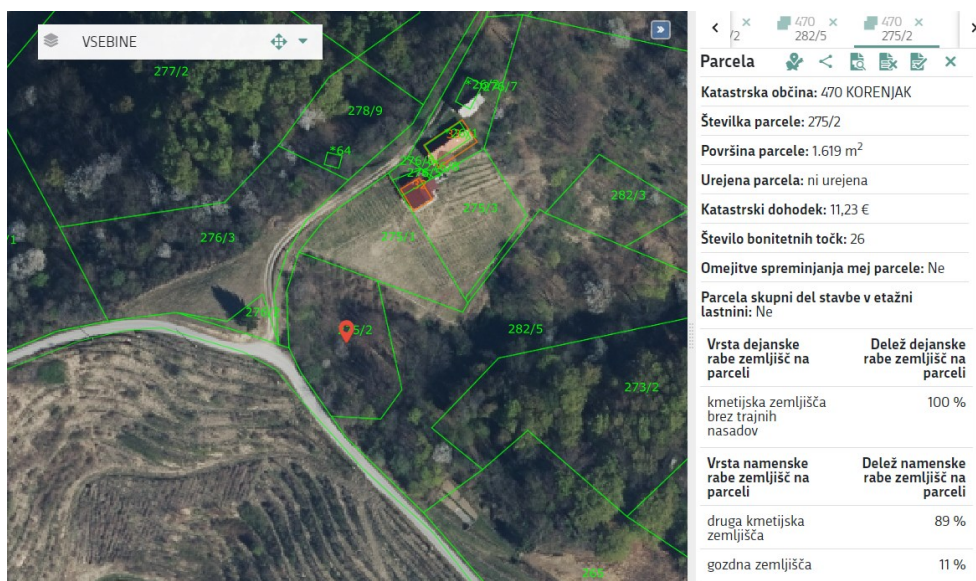 VSEBINE
277/2
278/9
*64
276/3
282/3
282/5
273/2
470
282/5
470
275/2
Parcela
Katastrska občina: 470 KORENJAK
Številka parcele: 275/2
Površina parcele: 1.619 m²
Urejena parcela: ni urejena
Katastrski dohodek: 11,23 €
Število bonitetnih točk: 26
Omejitve spreminjanja mej parcele: Ne
Parcela skupni del stavbe v etažni
lastnini: Ne
Vrsta dejanske
rabe zemljišč na
parceli
Delež dejanske
rabe zemljišč na
parceli
kmetijska zemljišča
brez trajnih
nasadov
100 %
Vrsta namenske
rabe zemljišč na
parceli
Delež namenske
rabe zemljišč na
parceli
druga kmetijska
zemljišča
89 %
gozdna zemljišča
11 %